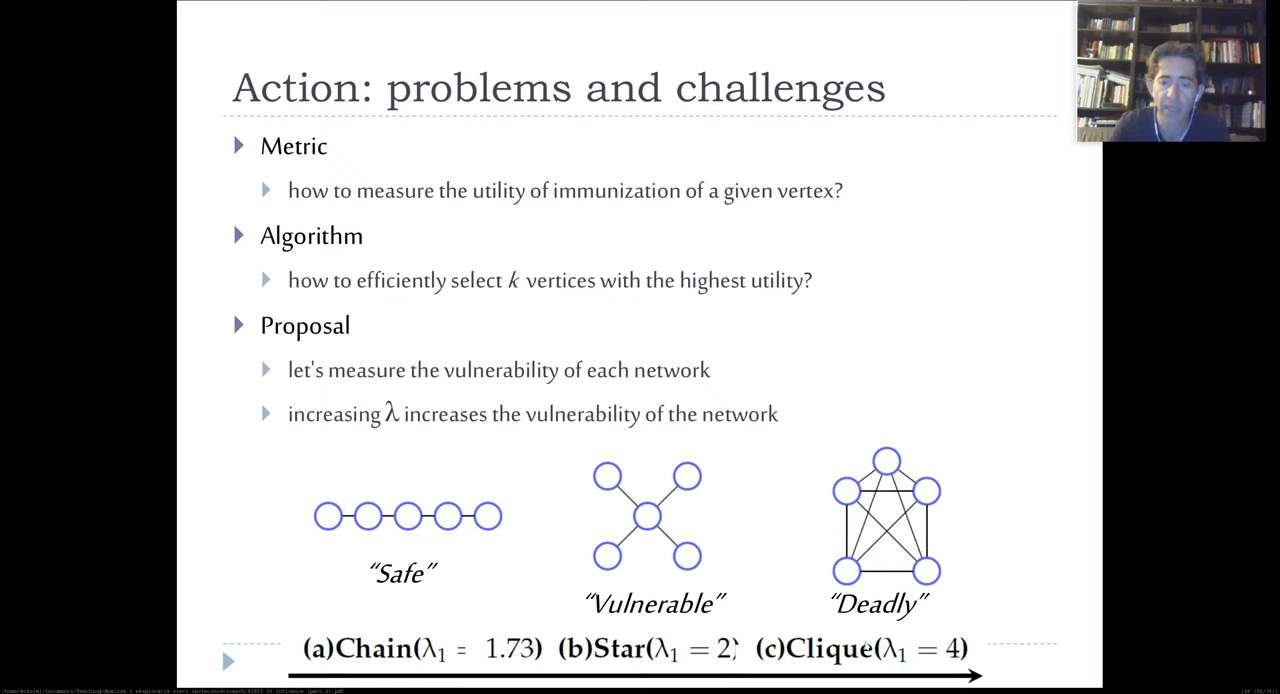 Action: problems and challenges
Metric
how to measure the utility of immunization of a given vertex?
Algorithm
how to efficiently select k vertices with the highest utility?
Proposal
let's measure the vulnerability of each network
increasing λ increases the vulnerability of the network
“Safe”
“Vulnerable”
“Deadly”
(a)Chain(λ₁ = 1.73) (b)Star(λ₁ = 2) (c)Clique(λ₁ = 4)